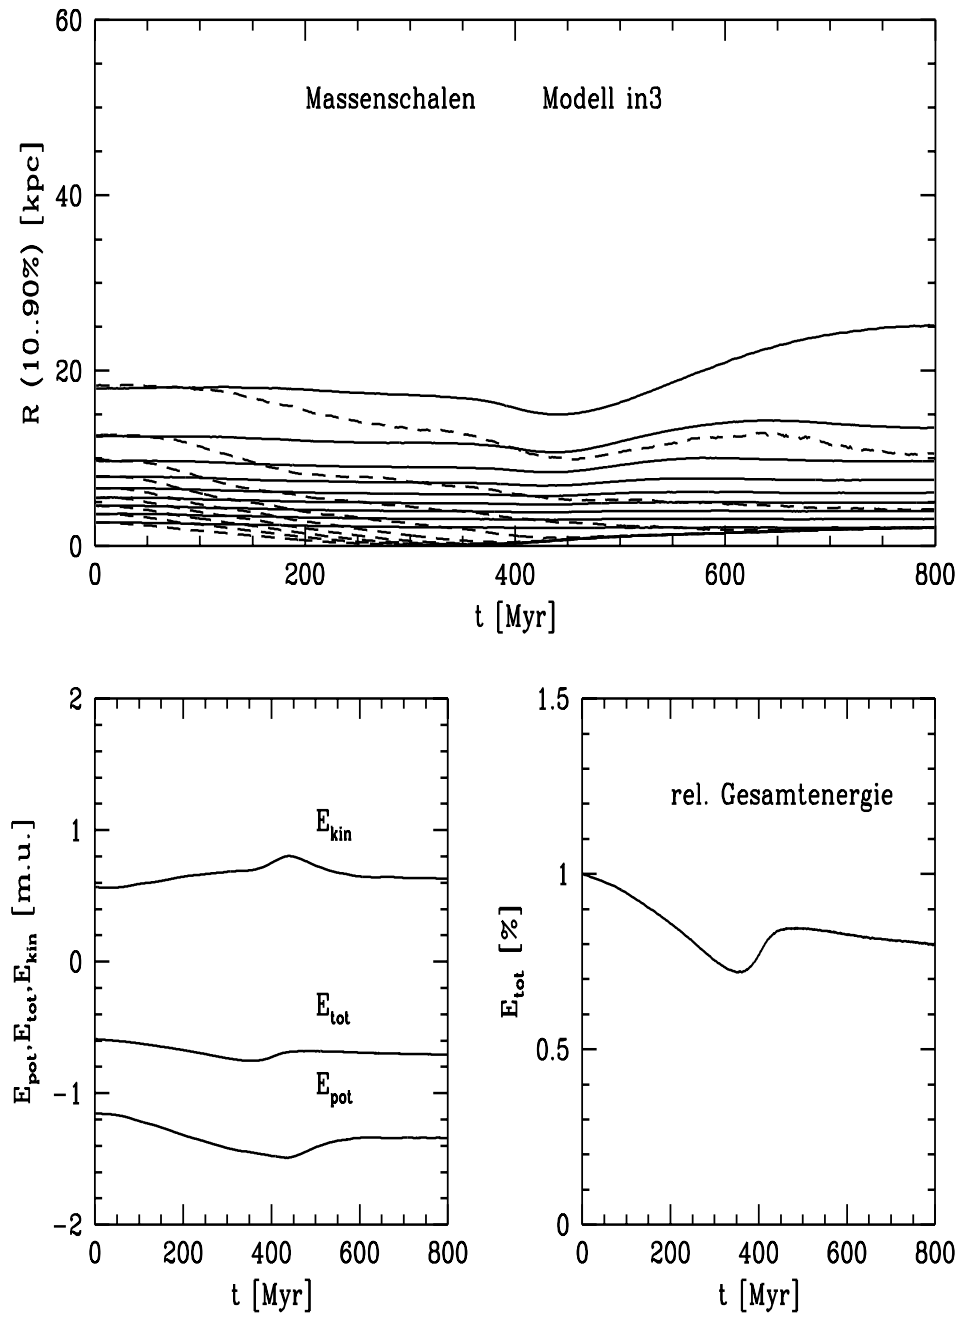 60
40
20
0
R (10..90%) [kpc]
Massenschalen Modell in3
0 200 400 600 800
t [Myr]
2
1
0
-1
-2
E_pot,E_tot,E_kin [m.u.]
E_kin
E_tot
E_pot
0 200 400 600 800
t [Myr]
1.5
1
0.5
0
E_tot [%]
rel. Gesamtenergie
0 200 400 600 800
t [Myr]